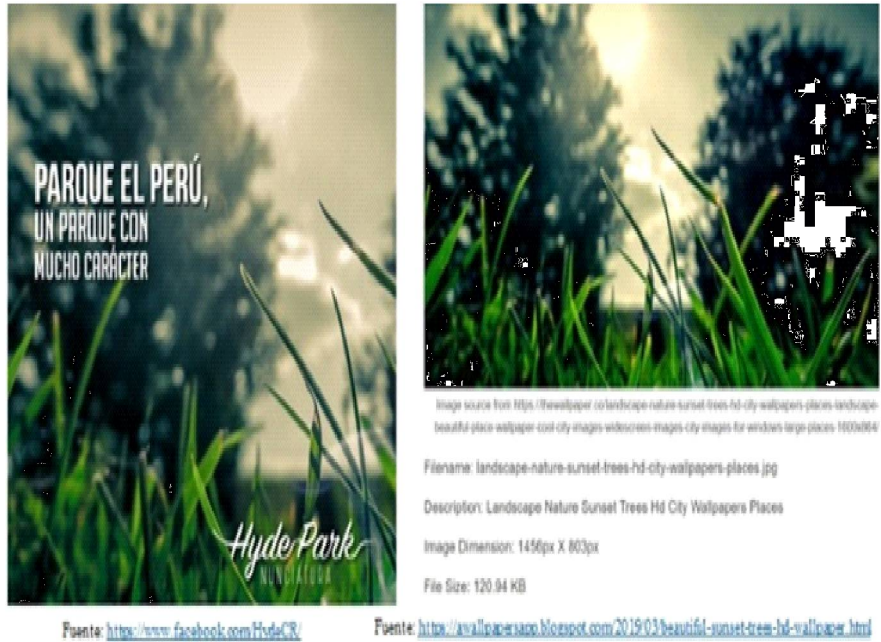 PARQUE EL PERÚ,
UN PARQUE CON
MUCHO CARÁCTER
Hyde Park
NUNCIATURA
Fuente: https://www.facebook.com/HydeCR/
Image source from https://thewallpaper.co/landscape-nature-sunset-trees-hd-city-wallpapers-places-landscape-
beautiful-place-wallpaper-cool-city-images-widescreen-images-city-images-for-windows-large-places-1600x864/
Filename: landscape-nature-sunset-trees-hd-city-wallpapers-places.jpg
Description: Landscape Nature Sunset Trees Hd City Wallpapers Places
Image Dimension: 1456px X 803px
File Size: 120.94 KB
Fuente: https://awallpapersapp.blogspot.com/2019/03/beautiful-sunset-trees-hd-wallpaper.html